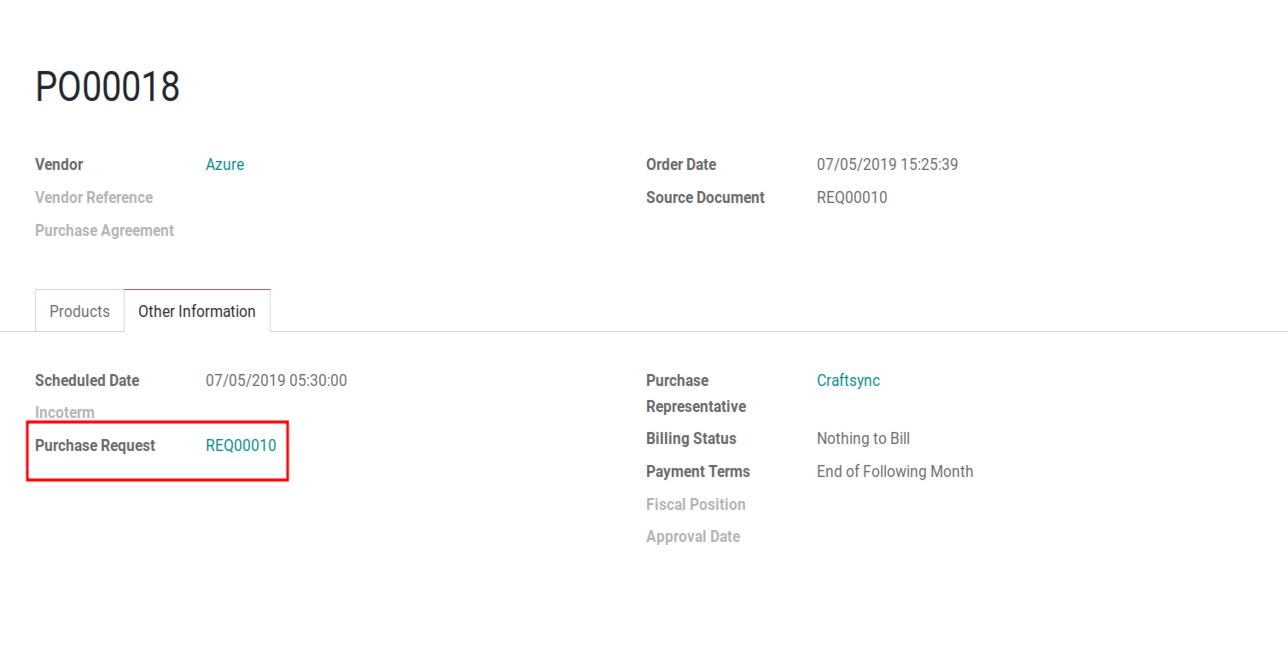 PO00018
Vendor Azure
Vendor Reference
Purchase Agreement
Order Date 07/05/2019 15:25:39
Source Document REQ00010
Products Other Information
Scheduled Date 07/05/2019 05:30:00
Incoterm
Purchase Request REQ00010
Purchase Craftsync
Representative
Billing Status Nothing to Bill
Payment Terms End of Following Month
Fiscal Position
Approval Date